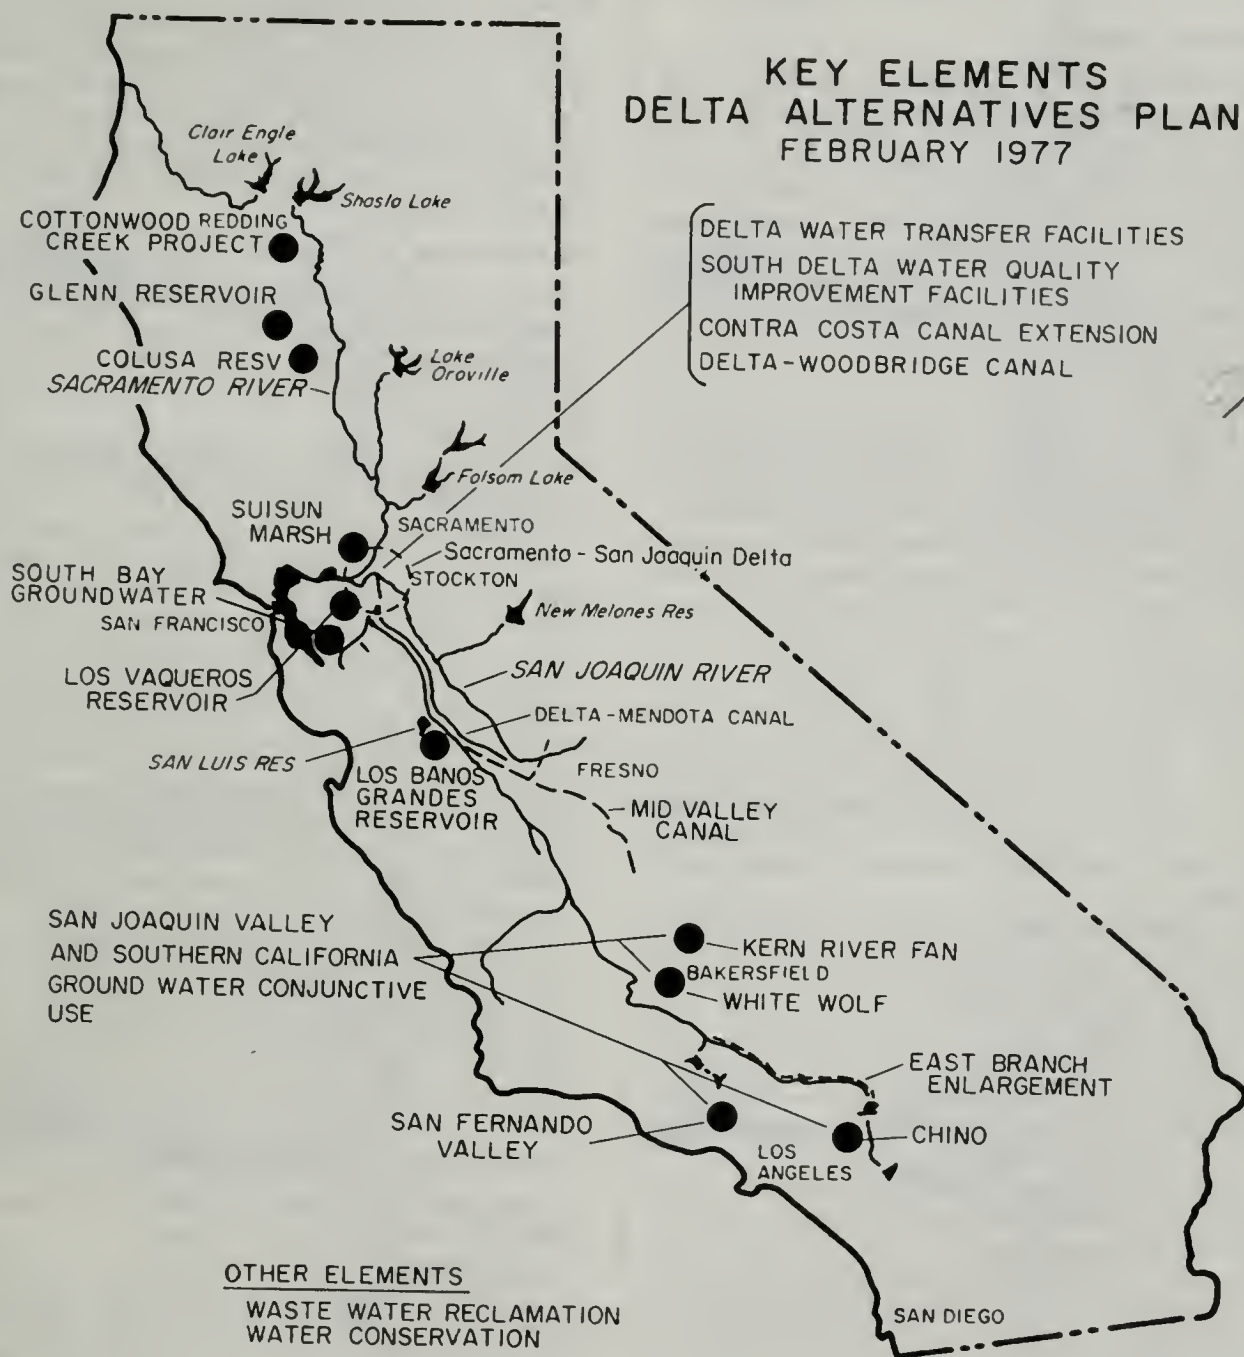 KEY ELEMENTS
DELTA ALTERNATIVES PLAN
FEBRUARY 1977
DELTA WATER TRANSFER FACILITIES
SOUTH DELTA WATER QUALITY
IMPROVEMENT FACILITIES
CONTRA COSTA CANAL EXTENSION
DELTA-WOODBRIDGE CANAL
Clair Engle
Lake
Shasta Lake
COTTONWOOD REDDING
CREEK PROJECT
GLENN RESERVOIR
COLUSA RESV
SACRAMENTO RIVER
Lake
Oroville
Folsom Lake
SUISUN
MARSH
SACRAMENTO
Sacramento - San Joaquin Delta
STOCKTON
SOUTH BAY
GROUNDWATER
SAN FRANCISCO
New Melones Res
LOS VAQUEROS
RESERVOIR
SAN JOAQUIN RIVER
DELTA-MENDOTA CANAL
SAN LUIS RES
FRESNO
LOS BANOS
GRANDES
RESERVOIR
MID VALLEY
CANAL
SAN JOAQUIN VALLEY
AND SOUTHERN CALIFORNIA
GROUND WATER CONJUNCTIVE
USE
KERN RIVER FAN
BAKERSFIELD
WHITE WOLF
EAST BRANCH
ENLARGEMENT
SAN FERNANDO
VALLEY
CHINO
LOS
ANGELES
OTHER ELEMENTS
WASTE WATER RECLAMATION
WATER CONSERVATION
SAN DIEGO